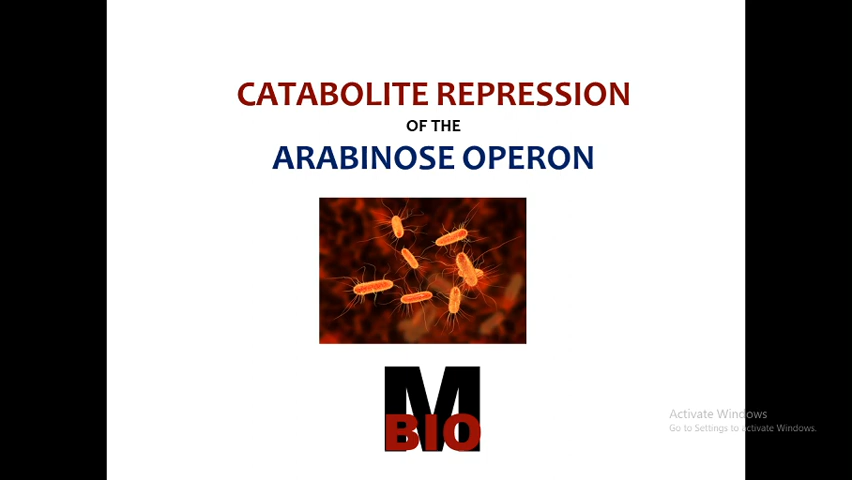 CATABOLITE REPRESSION
OF THE
ARABINOSE OPERON
M
BIO
Activate Windows
Go to Settings to activate Windows.